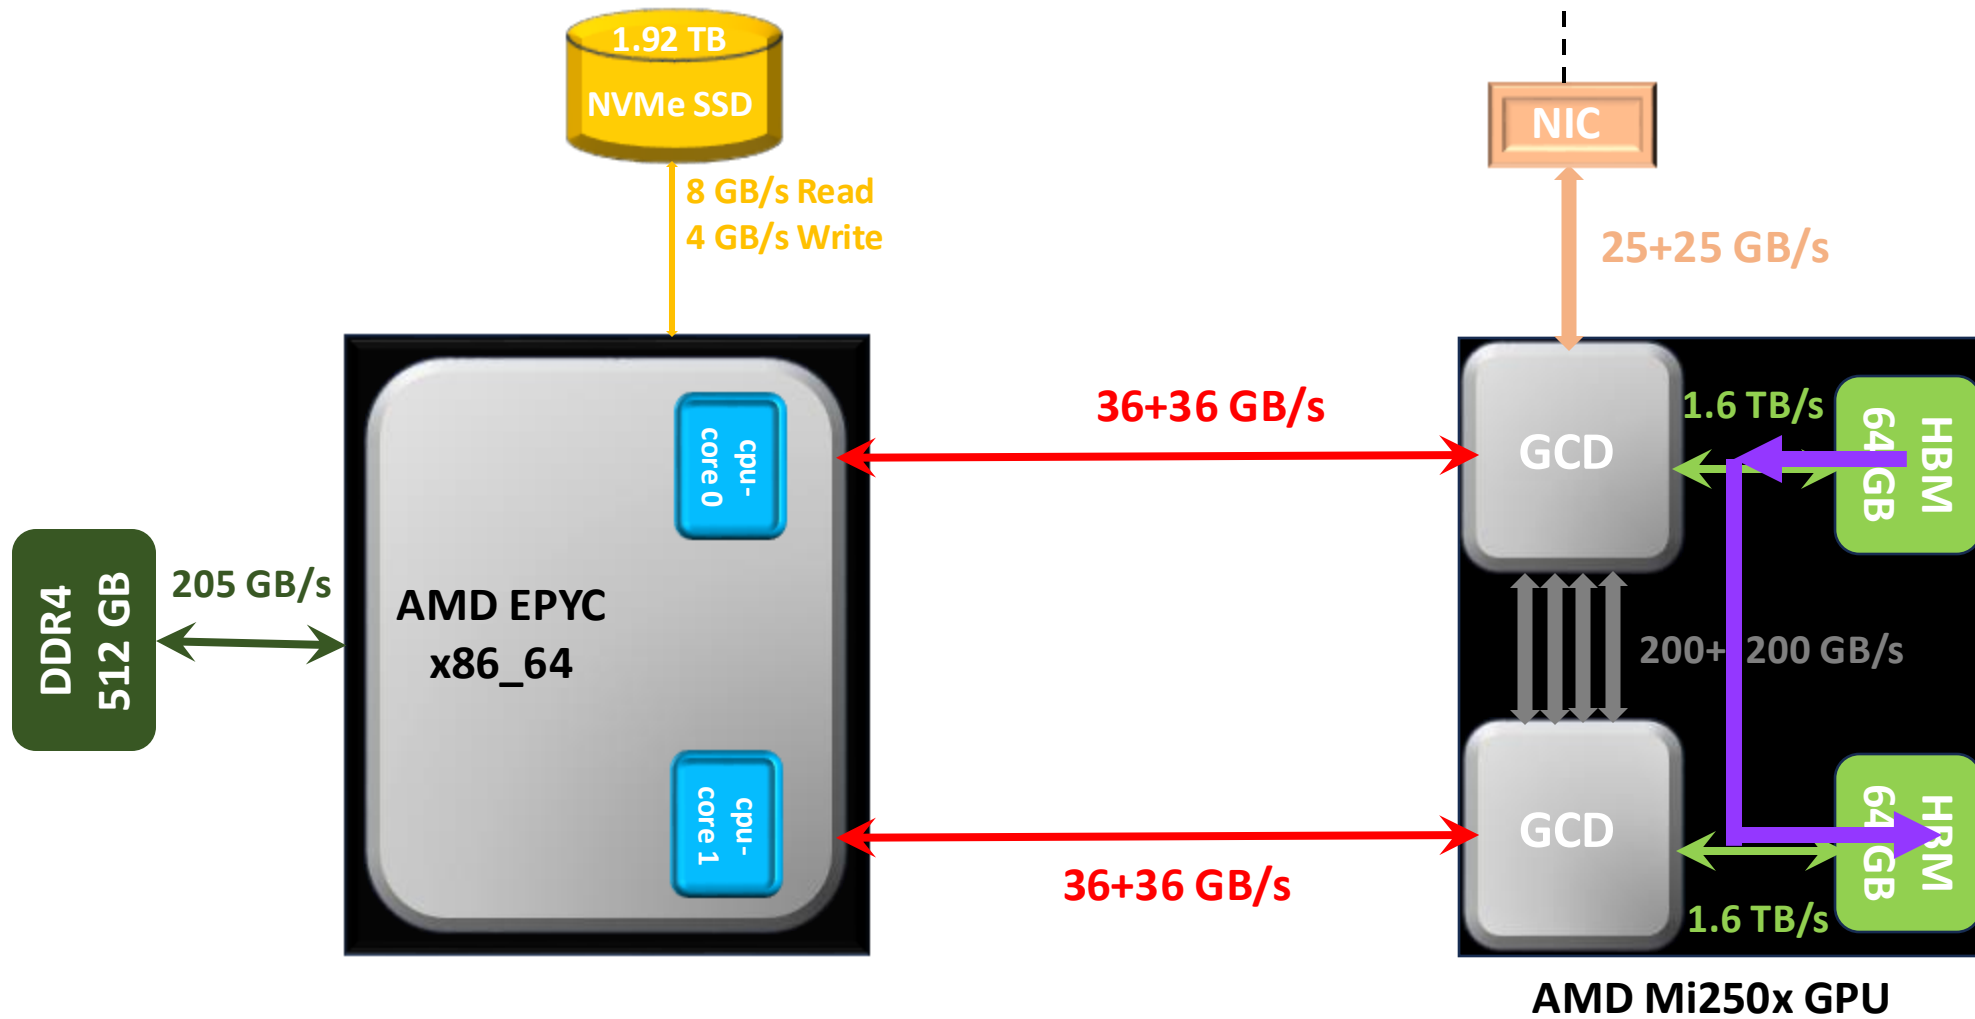 1.92 TB
NVMe SSD
8 GB/s Read
4 GB/s Write
NIC
25+25 GB/s
DDR4
512 GB
205 GB/s
AMD EPYC
x86_64
cpu-
core 0
cpu-
core 1
36+36 GB/s
36+36 GB/s
GCD
1.6 TB/s
HBM
64 GB
200+200 GB/s
GCD
1.6 TB/s
HBM
64 GB
AMD Mi250x GPU